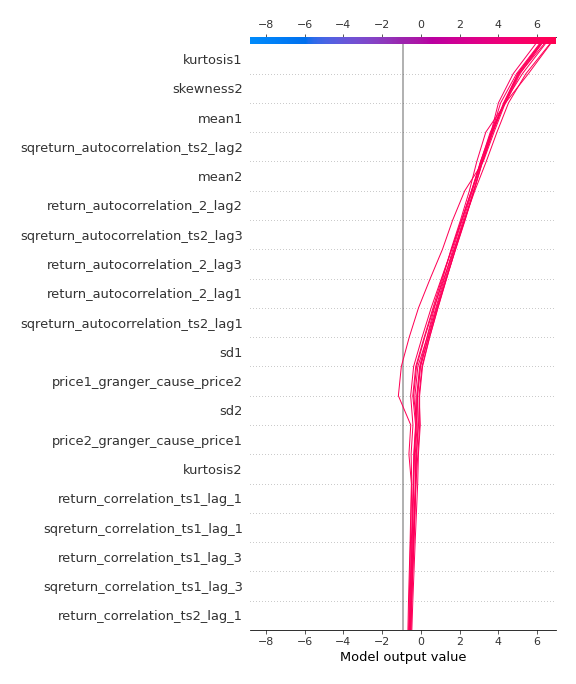 −8 −6 −4 −2 0 2 4 6
kurtosis1
skewness2
mean1
sqreturn_autocorrelation_ts2_lag2
mean2
return_autocorrelation_2_lag2
sqreturn_autocorrelation_ts2_lag3
return_autocorrelation_2_lag3
return_autocorrelation_2_lag1
sqreturn_autocorrelation_ts2_lag1
sd1
price1_granger_cause_price2
sd2
price2_granger_cause_price1
kurtosis2
return_correlation_ts1_lag_1
sqreturn_correlation_ts1_lag_1
return_correlation_ts1_lag_3
sqreturn_correlation_ts1_lag_3
return_correlation_ts2_lag_1
−8 −6 −4 −2 0 2 4 6
Model output value